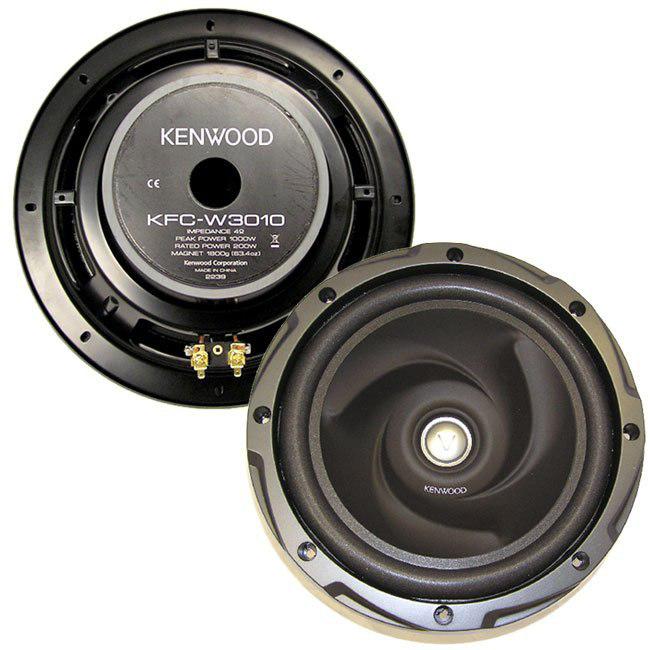 KENWOOD
CE
KFC-W3010
IMPEDANCE 4Ω
PEAK POWER 1000W
RATED POWER 200W
MAGNET 1800g (63.4oz)
Kenwood Corporation
MADE IN CHINA
2239
V
KENWOOD